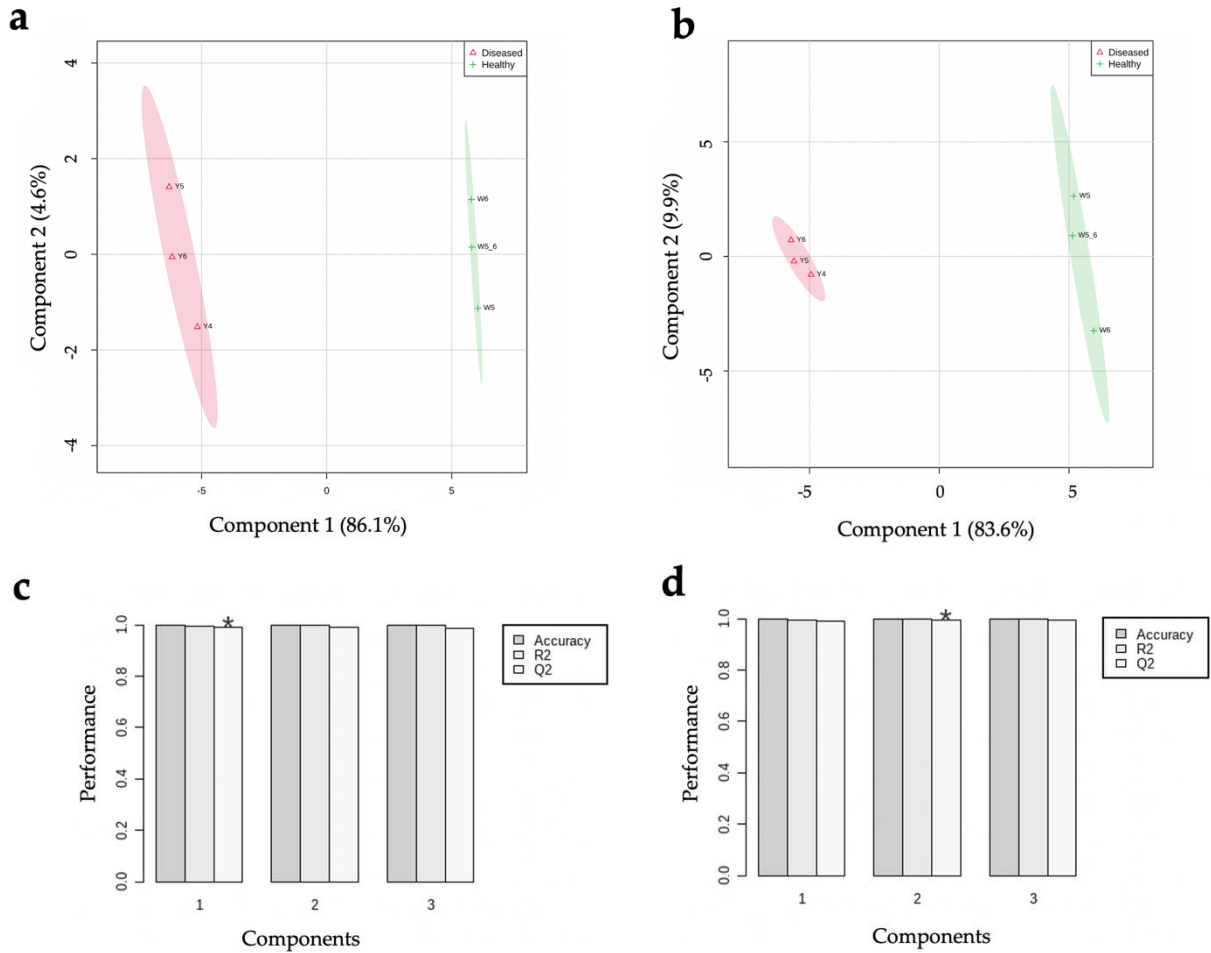 a
Diseased
Healthy
4
2
0
-2
-4
Component 2 (4.6%)
Y5
Y6
Y4
W6
W5_6
W5
-5
0
5
Component 1 (86.1%)
b
Diseased
Healthy
5
0
-5
Component 2 (9.9%)
Y6
Y5
Y4
W5
W5_6
W6
-5
0
5
Component 1 (83.6%)
c
1.0
0.8
0.6
0.4
0.2
0.0
Performance
*
Accuracy
R2
Q2
1
2
3
Components
d
1.0
0.8
0.6
0.4
0.2
0.0
Performance
*
Accuracy
R2
Q2
1
2
3
Components